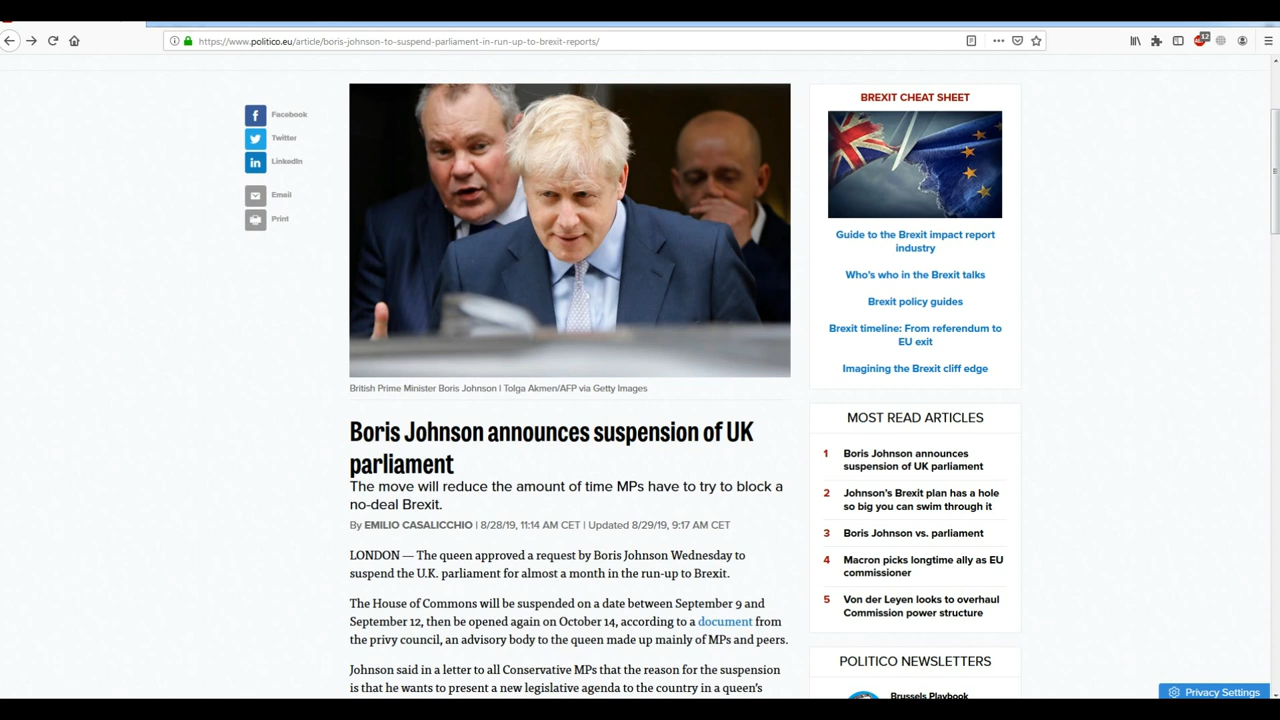 https://www.politico.eu/article/boris-johnson-to-suspend-parliament-in-run-up-to-brexit-reports/
12
Facebook
Twitter
LinkedIn
Email
Print
British Prime Minister Boris Johnson | Tolga Akmen/AFP via Getty Images
Boris Johnson announces suspension of UK
parliament
The move will reduce the amount of time MPs have to try to block a
no-deal Brexit.
By EMILIO CASALICCHIO | 8/28/19, 11:14 AM CET | Updated 8/29/19, 9:17 AM CET
LONDON — The queen approved a request by Boris Johnson Wednesday to
suspend the U.K. parliament for almost a month in the run-up to Brexit.
The House of Commons will be suspended on a date between September 9 and
September 12, then be opened again on October 14, according to a document from
the privy council, an advisory body to the queen made up mainly of MPs and peers.
Johnson said in a letter to all Conservative MPs that the reason for the suspension
is that he wants to present a new legislative agenda to the country in a queen's
BREXIT CHEAT SHEET
Guide to the Brexit impact report
industry
Who's who in the Brexit talks
Brexit policy guides
Brexit timeline: From referendum to
EU exit
Imagining the Brexit cliff edge
MOST READ ARTICLES
1 Boris Johnson announces
suspension of UK parliament
2 Johnson's Brexit plan has a hole
so big you can swim through it
3 Boris Johnson vs. parliament
4 Macron picks longtime ally as EU
commissioner
5 Von der Leyen looks to overhaul
Commission power structure
POLITICO NEWSLETTERS
Brussels Playbook
Privacy Settings